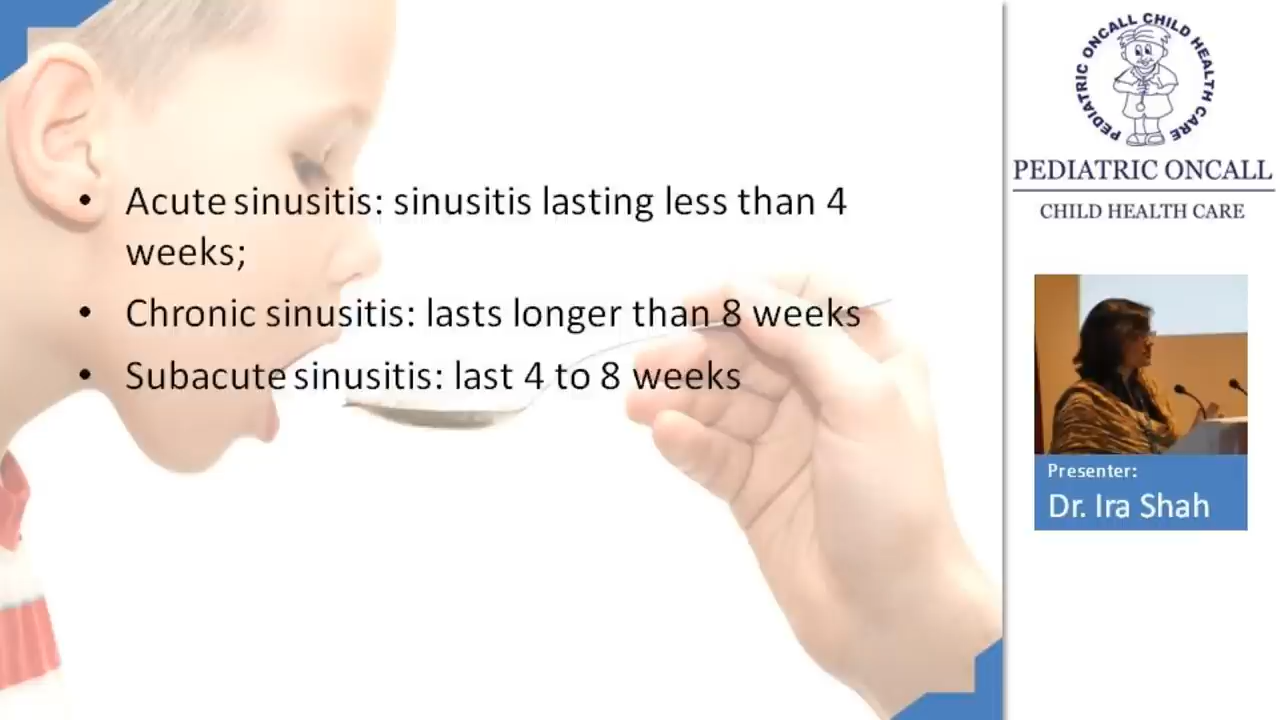 • Acute sinusitis: sinusitis lasting less than 4
weeks;
• Chronic sinusitis: lasts longer than 8 weeks
• Subacute sinusitis: last 4 to 8 weeks
PEDIATRIC ONCALL CHILD HEALTH CARE
PEDIATRIC ONCALL
CHILD HEALTH CARE
Presenter:
Dr. Ira Shah